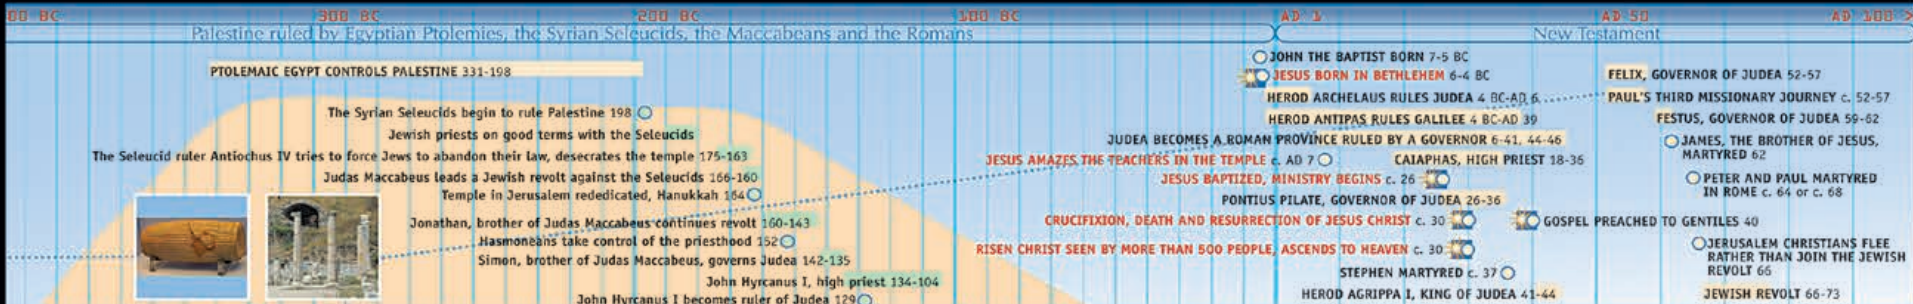 00 BC 300 BC 200 BC 100 BC AD 1 AD 50 AD 100 >
Palestine ruled by Egyptian Ptolemies, the Syrian Seleucids, the Maccabeans and the Romans
New Testament
PTOLEMAIC EGYPT CONTROLS PALESTINE 331-198
The Syrian Seleucids begin to rule Palestine 198
Jewish priests on good terms with the Seleucids
The Seleucid ruler Antiochus IV tries to force Jews to abandon their law, desecrates the temple 175-163
Judas Maccabeus leads a Jewish revolt against the Seleucids 166-160
Temple in Jerusalem rededicated, Hanukkah 164
Jonathan, brother of Judas Maccabeus continues revolt 160-143
Hasmoneans take control of the priesthood 152
Simon, brother of Judas Maccabeus, governs Judea 142-135
John Hyrcanus I, high priest 134-104
John Hyrcanus I becomes ruler of Judea 129
JOHN THE BAPTIST BORN 7-5 BC
JESUS BORN IN BETHLEHEM 6-4 BC
HEROD ARCHELAUS RULES JUDEA 4 BC-AD 6
HEROD ANTIPAS RULES GALILEE 4 BC-AD 39
JUDEA BECOMES A ROMAN PROVINCE RULED BY A GOVERNOR 6-41, 44-46
JESUS AMAZES THE TEACHERS IN THE TEMPLE c. AD 7
CAIAPHAS, HIGH PRIEST 18-36
JESUS BAPTIZED, MINISTRY BEGINS c. 26
PONTIUS PILATE, GOVERNOR OF JUDEA 26-36
CRUCIFIXION, DEATH AND RESURRECTION OF JESUS CHRIST c. 30
GOSPEL PREACHED TO GENTILES 40
RISEN CHRIST SEEN BY MORE THAN 500 PEOPLE, ASCENDS TO HEAVEN c. 30
STEPHEN MARTYRED c. 37
HEROD AGRIPPA I, KING OF JUDEA 41-44
FELIX, GOVERNOR OF JUDEA 52-57
PAUL'S THIRD MISSIONARY JOURNEY c. 52-57
FESTUS, GOVERNOR OF JUDEA 59-62
JAMES, THE BROTHER OF JESUS,
MARTYRED 62
PETER AND PAUL MARTYRED
IN ROME c. 64 or c. 68
JERUSALEM CHRISTIANS FLEE
RATHER THAN JOIN THE JEWISH
REVOLT 66
JEWISH REVOLT 66-73